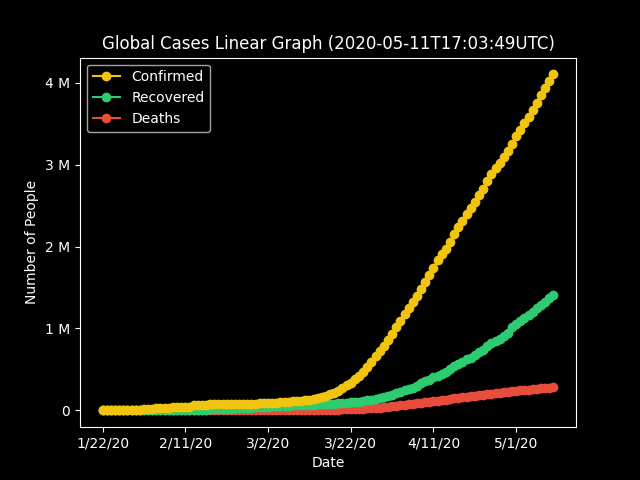 Global Cases Linear Graph (2020-05-11T17:03:49UTC)
Confirmed
Recovered
Deaths
4 M
3 M
2 M
1 M
0
Number of People
1/22/20 2/11/20 3/2/20 3/22/20 4/11/20 5/1/20
Date